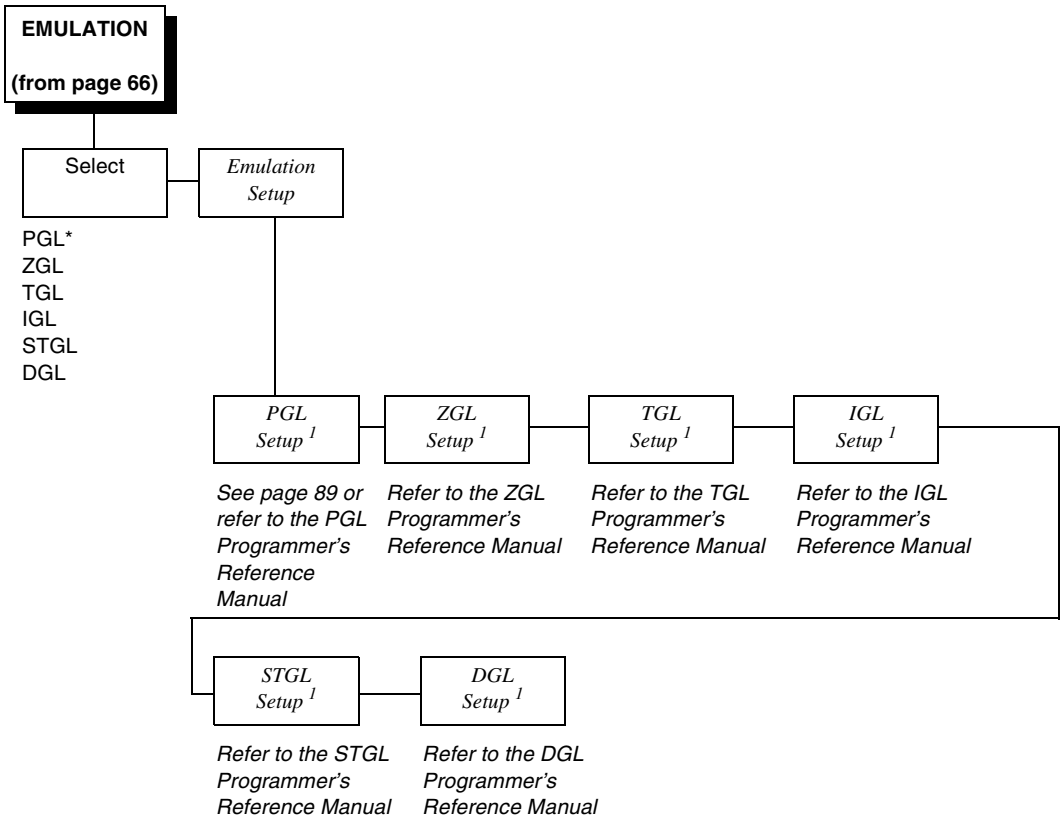 EMULATION
(from page 66)
Select
Emulation
Setup
PGL*
ZGL
TGL
IGL
STGL
DGL
PGL
Setup 1
See page 89 or
refer to the PGL
Programmer's
Reference
Manual
ZGL
Setup 1
Refer to the ZGL
Programmer's
Reference Manual
TGL
Setup 1
Refer to the TGL
Programmer's
Reference Manual
IGL
Setup 1
Refer to the IGL
Programmer's
Reference Manual
STGL
Setup 1
Refer to the STGL
Programmer's
Reference Manual
DGL
Setup 1
Refer to the DGL
Programmer's
Reference Manual